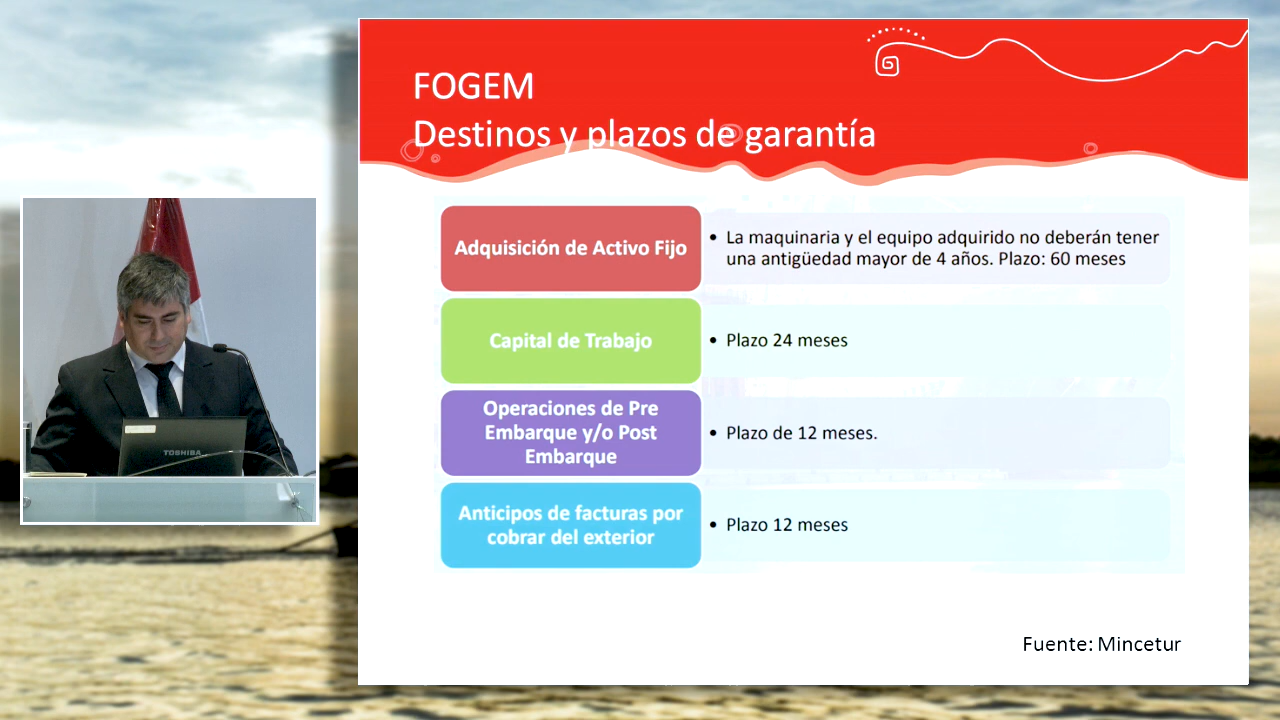 FOGEM
Destinos y plazos de garantía
Adquisición de Activo Fijo
• La maquinaria y el equipo adquirido no deberán tener
una antigüedad mayor de 4 años. Plazo: 60 meses
Capital de Trabajo
• Plazo 24 meses
Operaciones de Pre
Embarque y/o Post
Embarque
• Plazo de 12 meses.
Anticipos de facturas por
cobrar del exterior
• Plazo 12 meses
Fuente: Mincetur
TOSHIBA